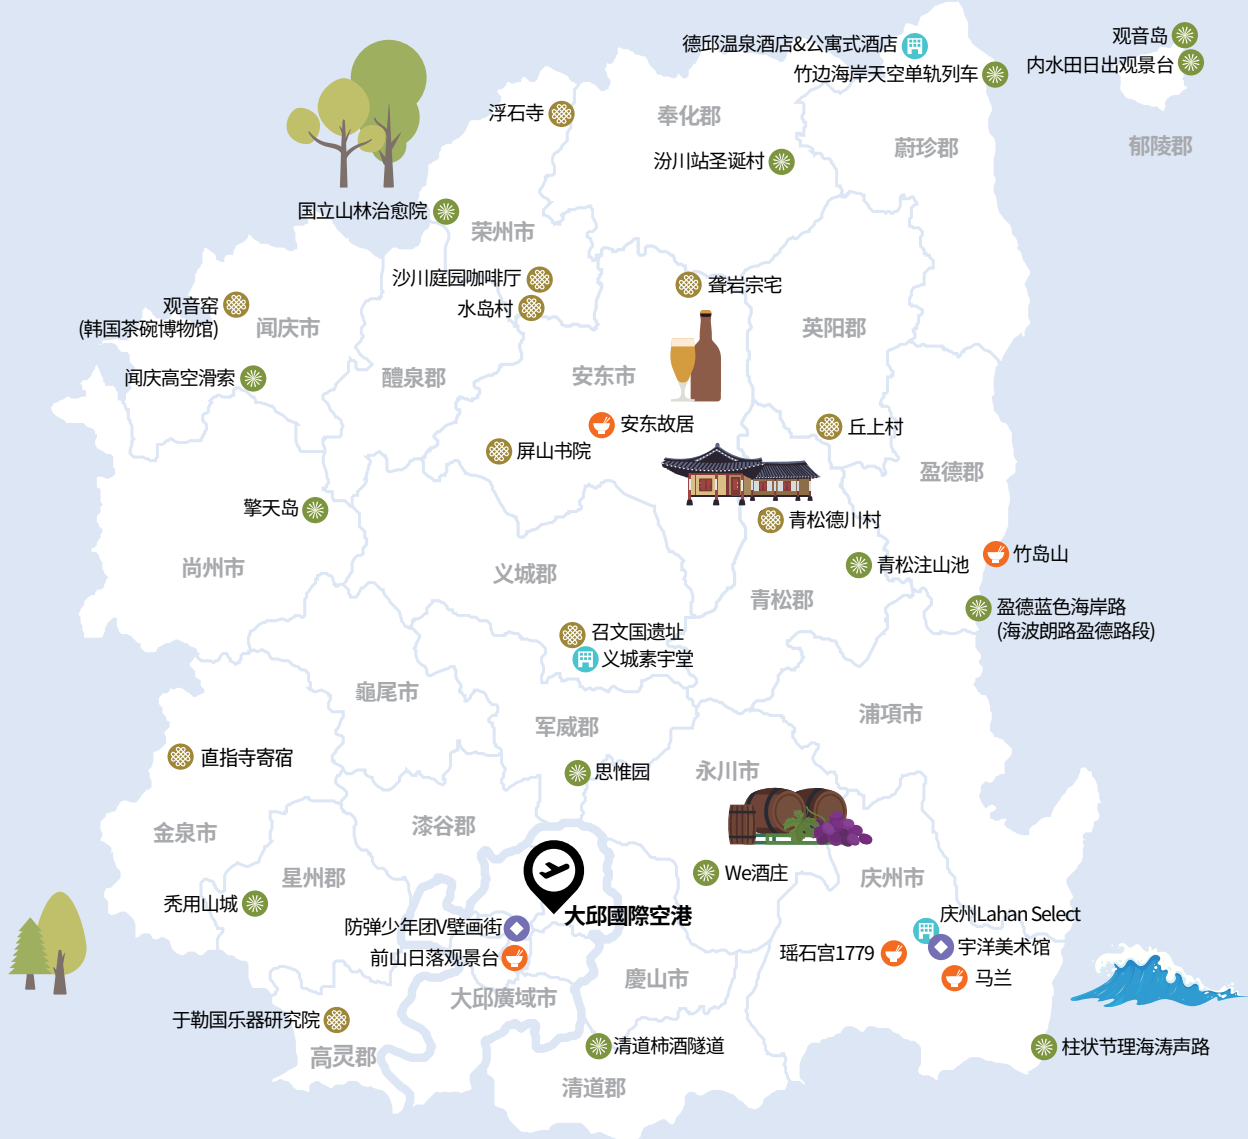 德邱温泉酒店&公寓式酒店
观音岛
竹边海岸天空单轨列车
内水田日出观景台
浮石寺
奉化郡
蔚珍郡
郁陵郡
汾川站圣诞村
国立山林治愈院
荣州市
沙川庭园咖啡厅
水岛村
聋岩宗宅
观音窑
(韩国茶碗博物馆)
闻庆市
英阳郡
闻庆高空滑索
醴泉郡
安东市
安东故居
丘上村
屏山书院
盈德郡
擎天岛
青松德川村
尚州市
义城郡
青松注山池
竹岛山
青松郡
盈德蓝色海岸路
(海波朗路盈德路段)
召文国遗址
义城素宇堂
龜尾市
军威郡
浦項市
直指寺寄宿
思惟园
永川市
金泉市
漆谷郡
星州郡
We酒庄
庆州市
秃用山城
大邱國際空港
庆州Lahan Select
防弹少年团V壁画街
宇洋美术馆
前山日落观景台
瑶石宫1779
马兰
大邱廣域市
慶山市
于勒国乐器研究院
高灵郡
清道柿酒隧道
柱状节理海涛声路
清道郡